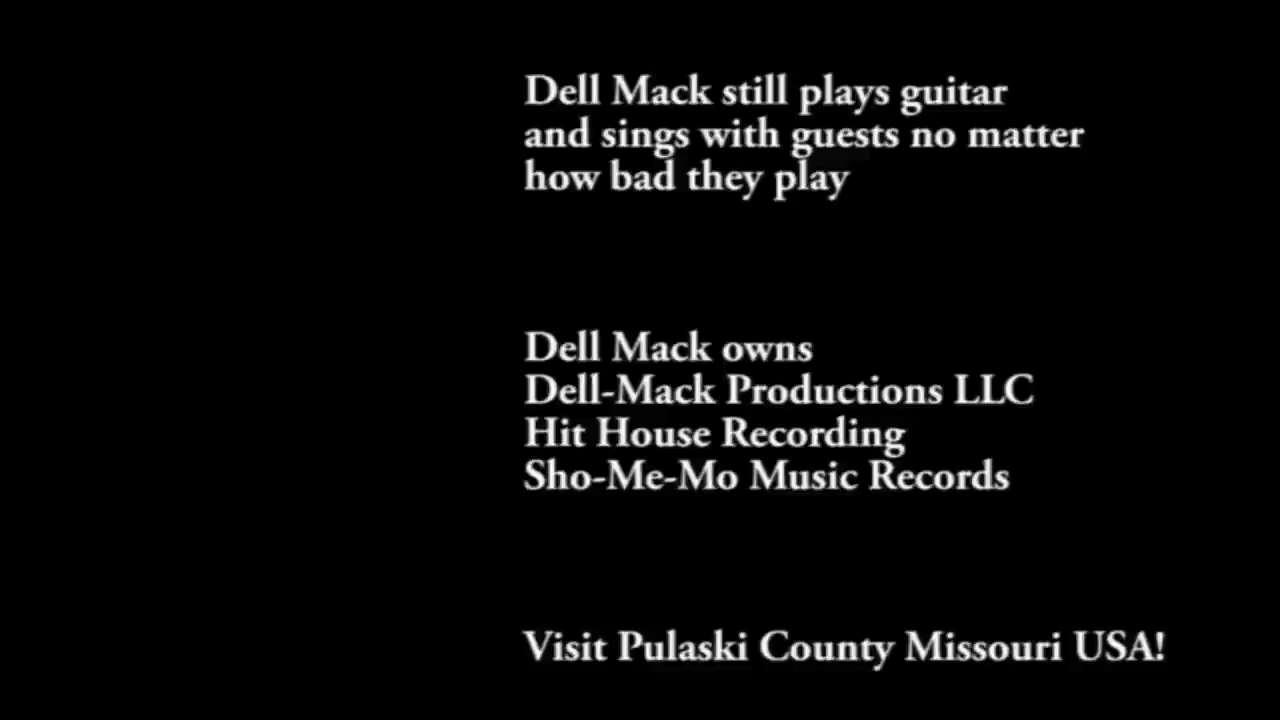 Dell Mack still plays guitar
and sings with guests no matter
how bad they play
Dell Mack owns
Dell-Mack Productions LLC
Hit House Recording
Sho-Me-Mo Music Records
Visit Pulaski County Missouri USA!